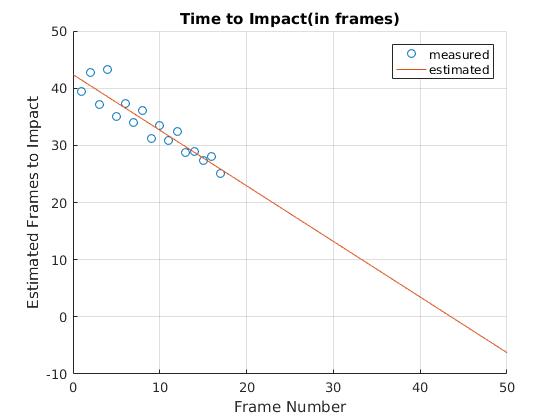 Time to Impact(in frames)
measured
estimated
50
40
30
20
10
0
-10
Estimated Frames to Impact
0 10 20 30 40 50
Frame Number